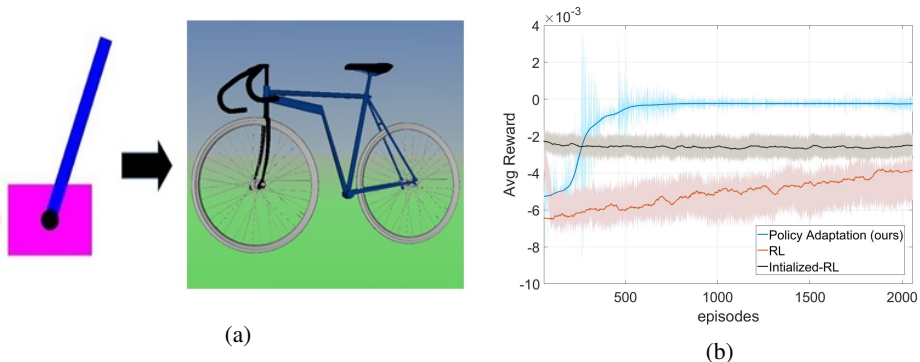 ×10⁻³
4
2
0
-2
-4
-6
-8
-10
Avg Reward
500
1000
1500
2000
episodes
Policy Adaptation (ours)
RL
Intialized-RL
(a)
(b)